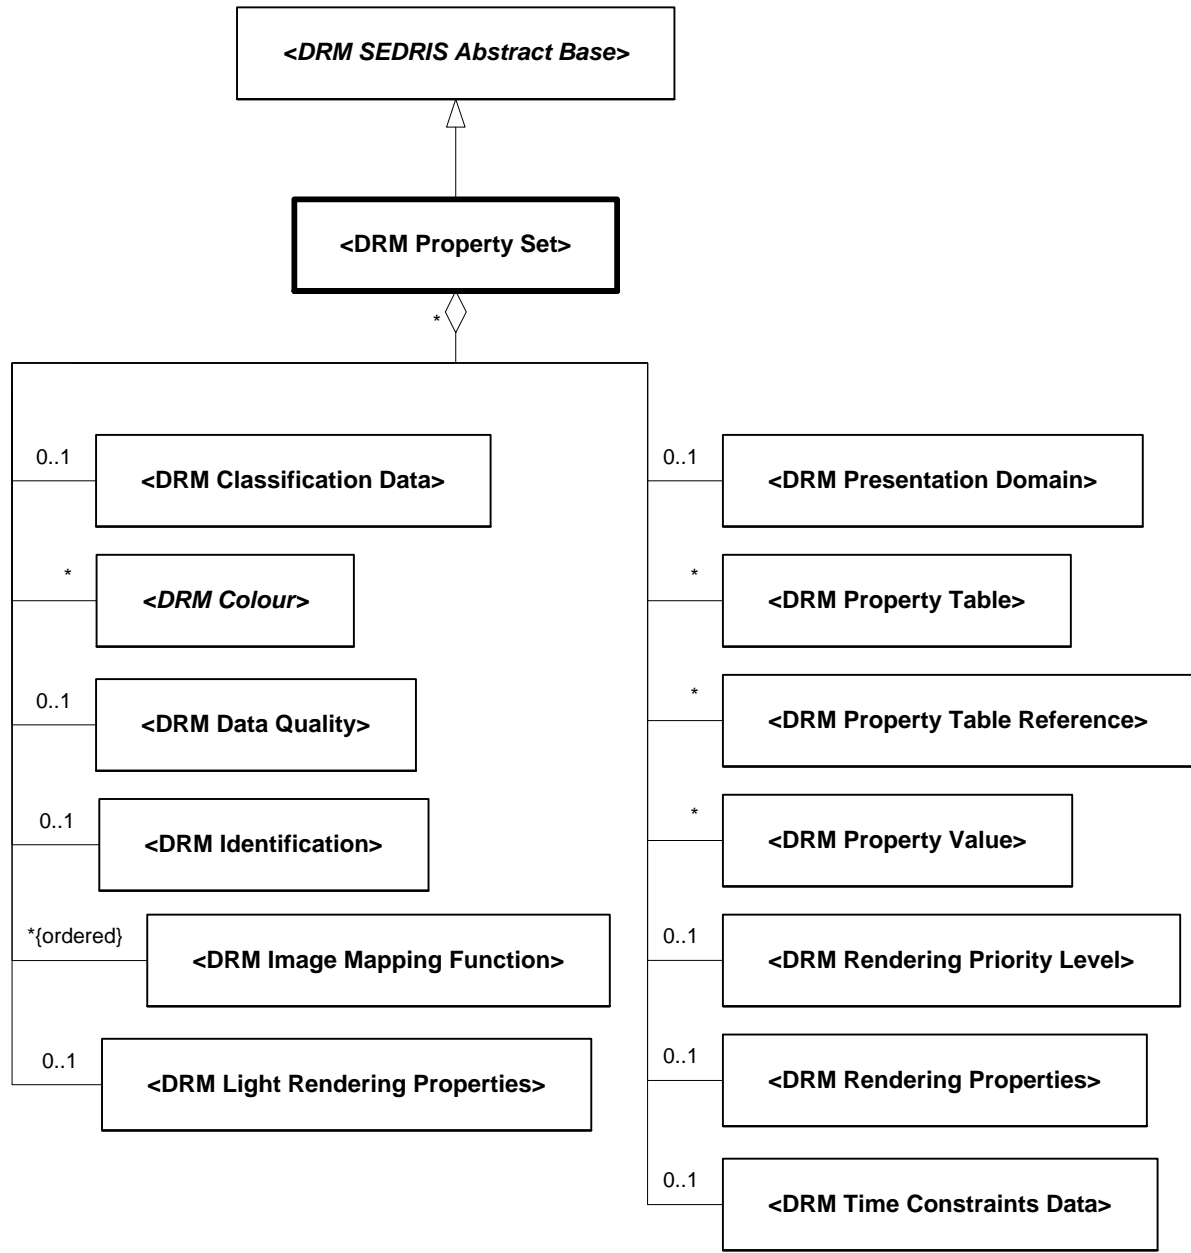 <DRM SEDRIS Abstract Base>
<DRM Property Set>
*
0..1
<DRM Classification Data>
*
<DRM Colour>
0..1
<DRM Data Quality>
0..1
<DRM Identification>
*{ordered}
<DRM Image Mapping Function>
0..1
<DRM Light Rendering Properties>
0..1
<DRM Presentation Domain>
*
<DRM Property Table>
*
<DRM Property Table Reference>
*
<DRM Property Value>
0..1
<DRM Rendering Priority Level>
0..1
<DRM Rendering Properties>
0..1
<DRM Time Constraints Data>